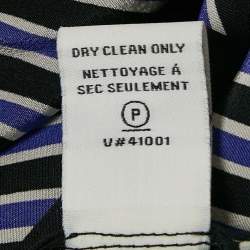 DRY CLEAN ONLY
NETTOYAGE Á
SEC SEULEMENT
P
V#41001